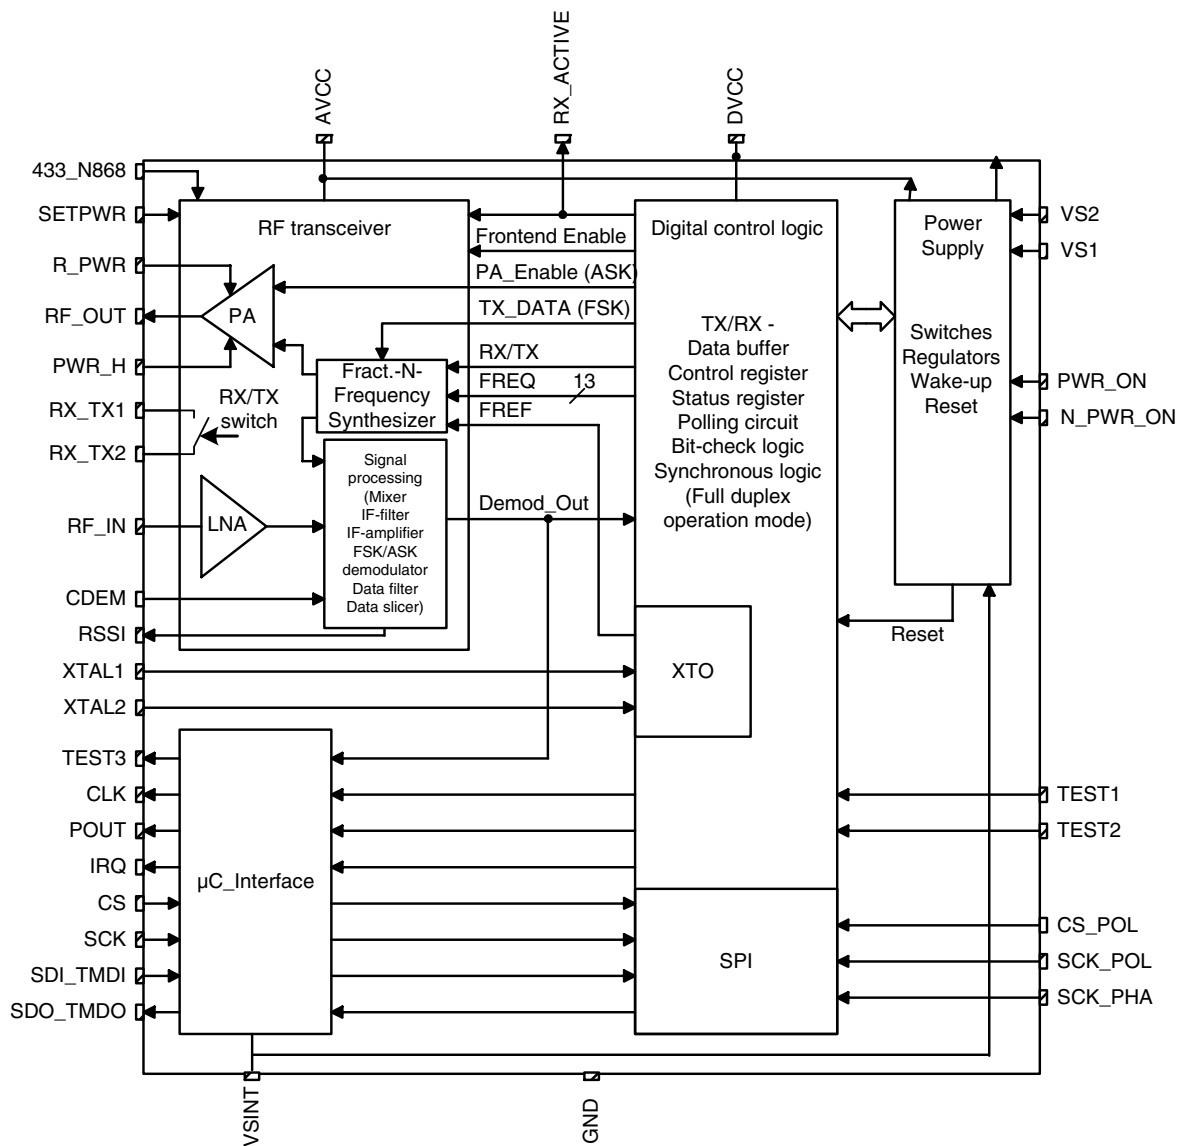 AVCC
RX_ACTIVE
DVCC
433_N868
SETPWR
R_PWR
RF_OUT
PWR_H
RX_TX1
RX_TX2
RF_IN
CDEM
RSSI
XTAL1
XTAL2
TEST3
CLK
POUT
IRQ
CS
SCK
SDI_TMDI
SDO_TMDO
RF transceiver
PA
RX/TX
switch
LNA
Fract.-N-
Frequency
Synthesizer
Signal
processing
(Mixer
IF-filter
IF-amplifier
FSK/ASK
demodulator
Data filter
Data slicer)
Frontend Enable
PA_Enable (ASK)
TX_DATA (FSK)
RX/TX
FREQ 13
FREF
Demod_Out
Digital control logic
TX/RX -
Data buffer
Control register
Status register
Polling circuit
Bit-check logic
Synchronous logic
(Full duplex
operation mode)
XTO
µC_Interface
SPI
Power
Supply
Switches
Regulators
Wake-up
Reset
Reset
VS2
VS1
PWR_ON
N_PWR_ON
TEST1
TEST2
CS_POL
SCK_POL
SCK_PHA
VSINT
GND